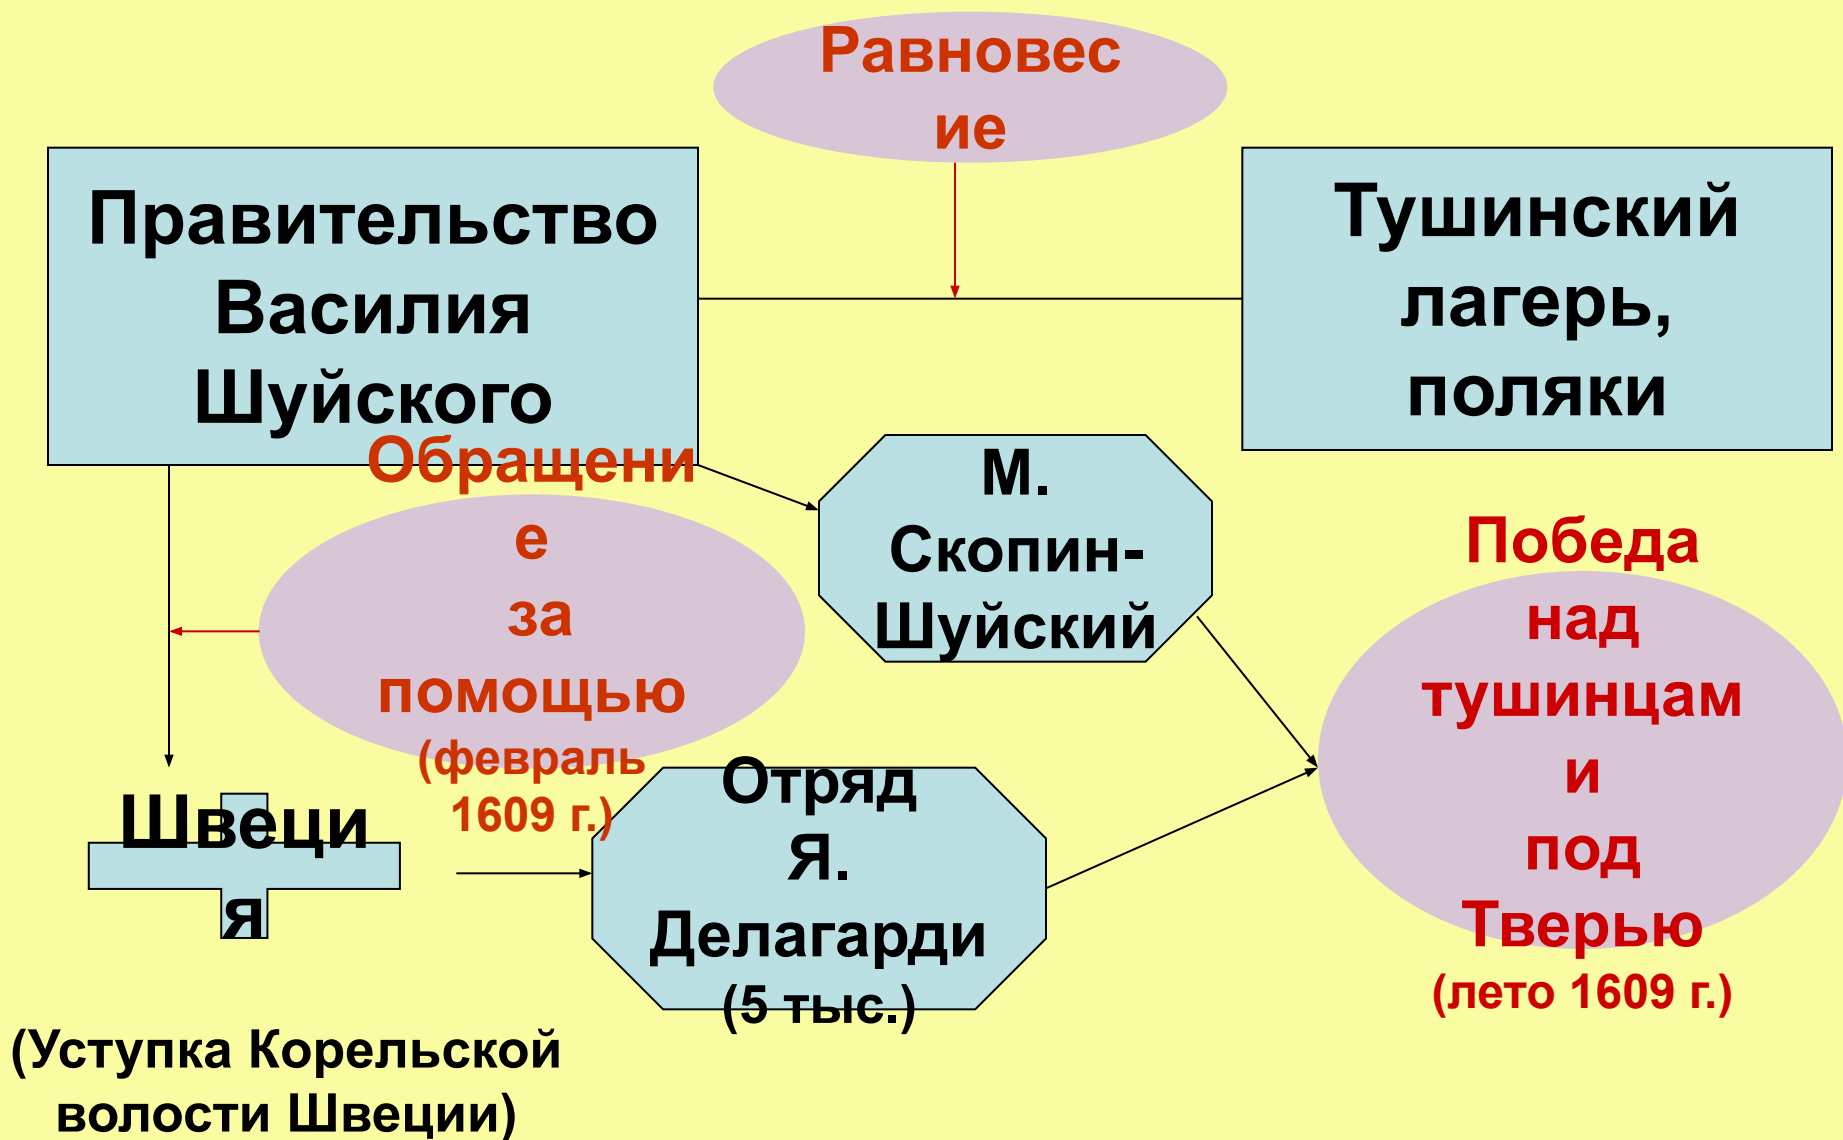 Равновес
ие
Правительство
Василия
Шуйского
Тушинский
лагерь,
поляки
Обращени
е
за
помощью
(февраль
1609 г.)
М.
Скопин-
Шуйский
Победа
над
тушинцам
и
под
Тверью
(лето 1609 г.)
Швеци
я
Отряд
Я.
Делагарди
(5 тыс.)
(Уступка Корельской
волости Швеции)